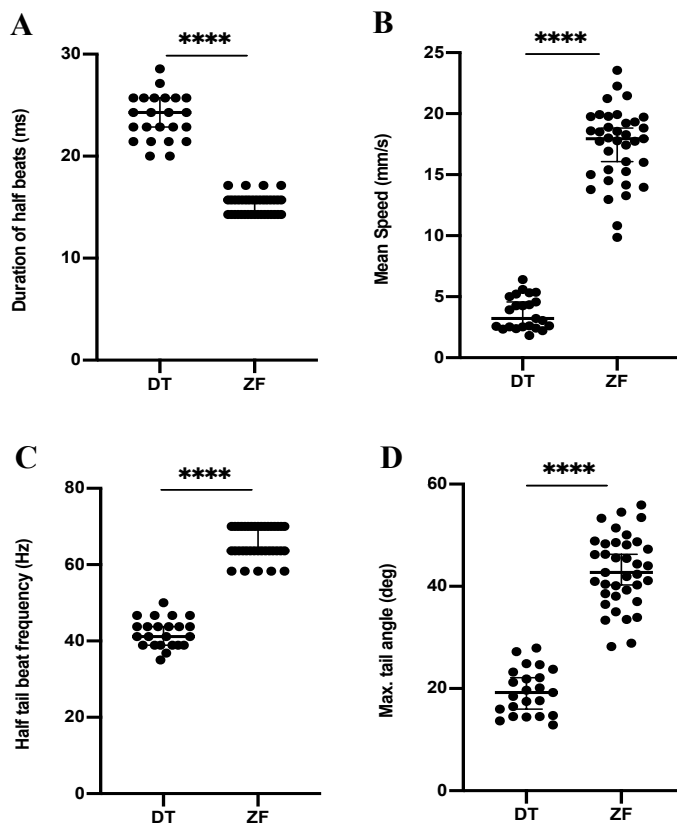 A
****
Duration of half beats (ms)
30
20
10
0
DT ZF
B
****
Mean Speed (mm/s)
25
20
15
10
5
0
DT ZF
C
****
Half tail beat frequency (Hz)
80
60
40
20
0
DT ZF
D
****
Max. tail angle (deg)
60
40
20
0
DT ZF